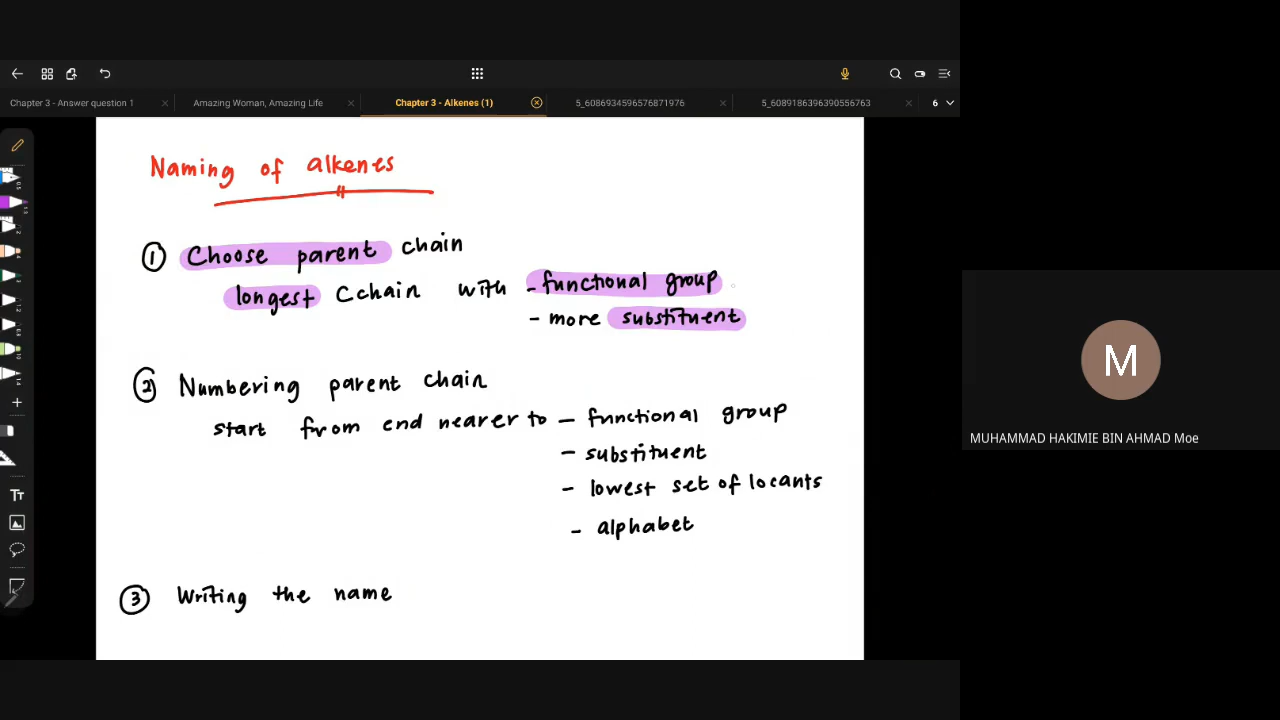 Chapter 3 - Answer question 1
Amazing Woman, Amazing Life
Chapter 3 - Alkenes (1)
5_6086934596576871976
5_6089186396390556763
6
Naming of alkenes
① Choose parent chain
longest C chain with - functional group
- more substituent
② Numbering parent chain
start from end nearer to - functional group
- substituent
- lowest set of locants
- alphabet
③ Writing the name
Tт
M
MUHAMMAD HAKIMIE BIN AHMAD Moe